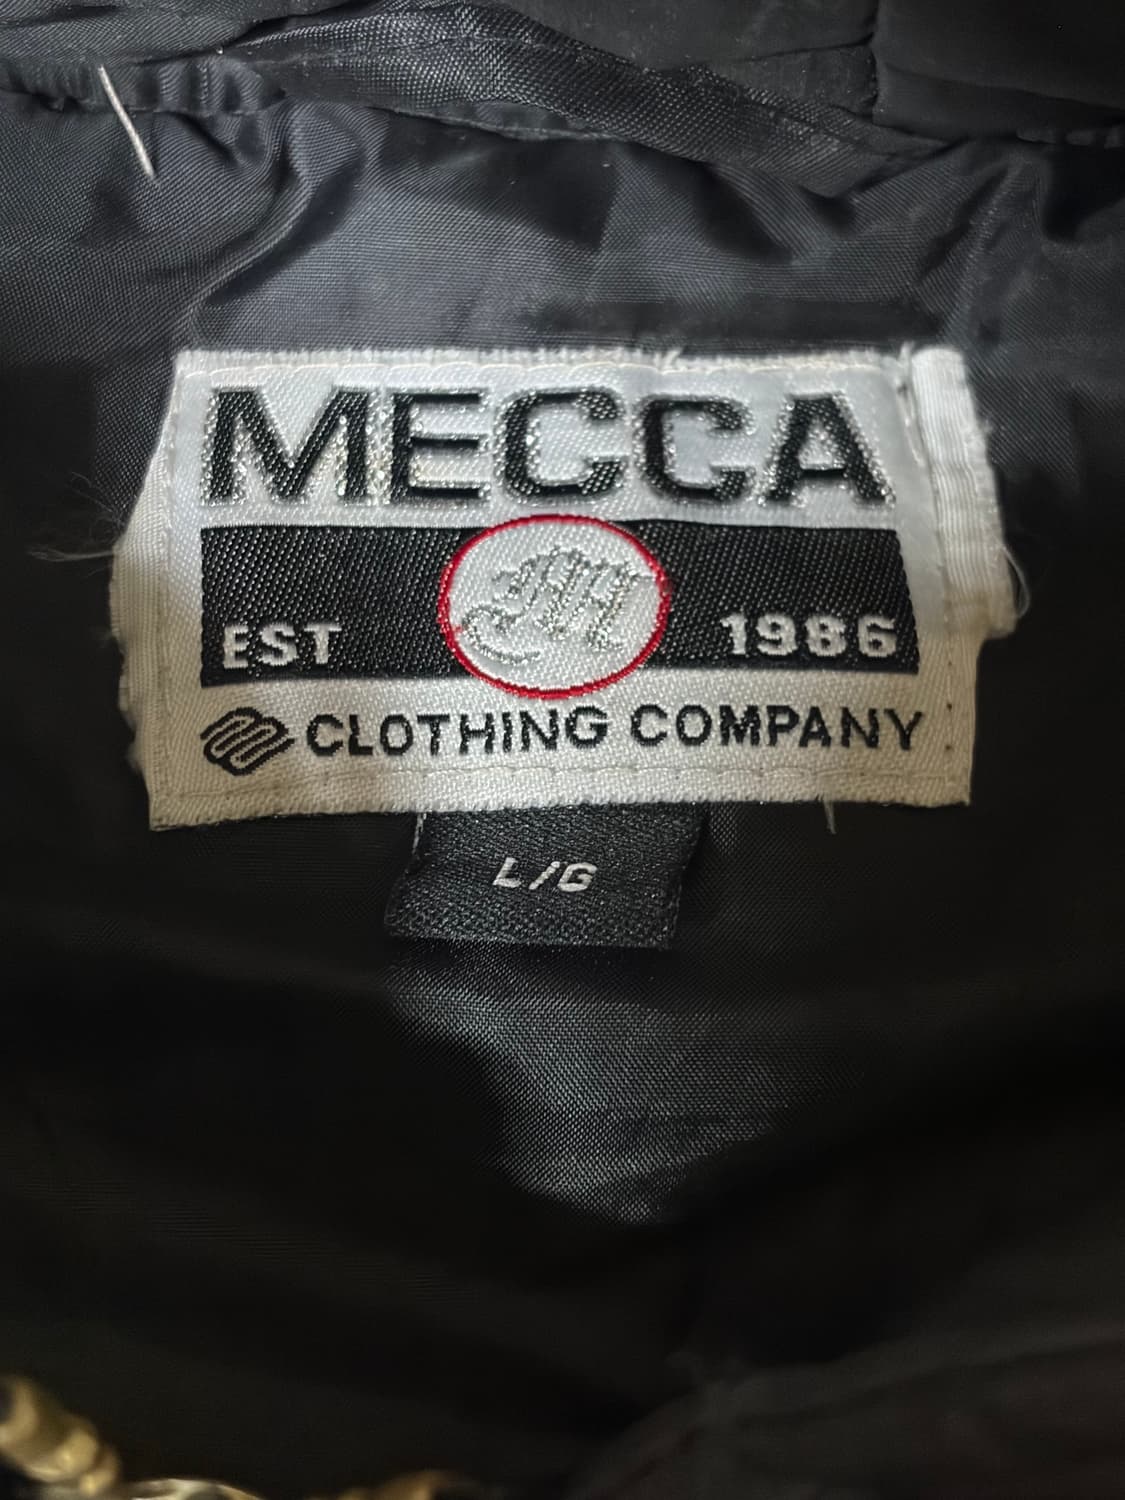 MECCA
EST 1986
CLOTHING COMPANY
L/G